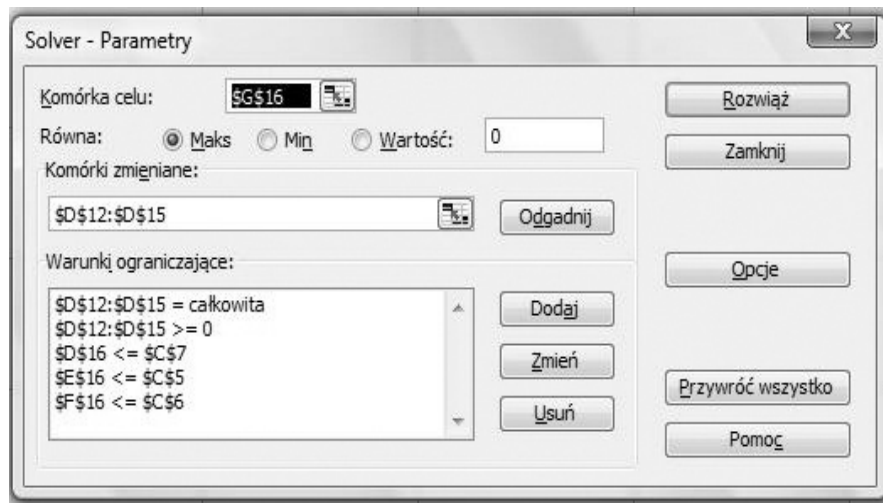 Solver - Parametry
X
Komórka celu:
$G$16
Rozwiąż
Równa:
Maks
Min
Wartość:
0
Zamknij
Komórki zmieniane:
$D$12:$D$15
Odgadnij
Warunki ograniczające:
Opcje
$D$12:$D$15 = całkowita
$D$12:$D$15 >= 0
$D$16 <= $C$7
$E$16 <= $C$5
$F$16 <= $C$6
Dodaj
Zmień
Usuń
Przywróć wszystko
Pomoc